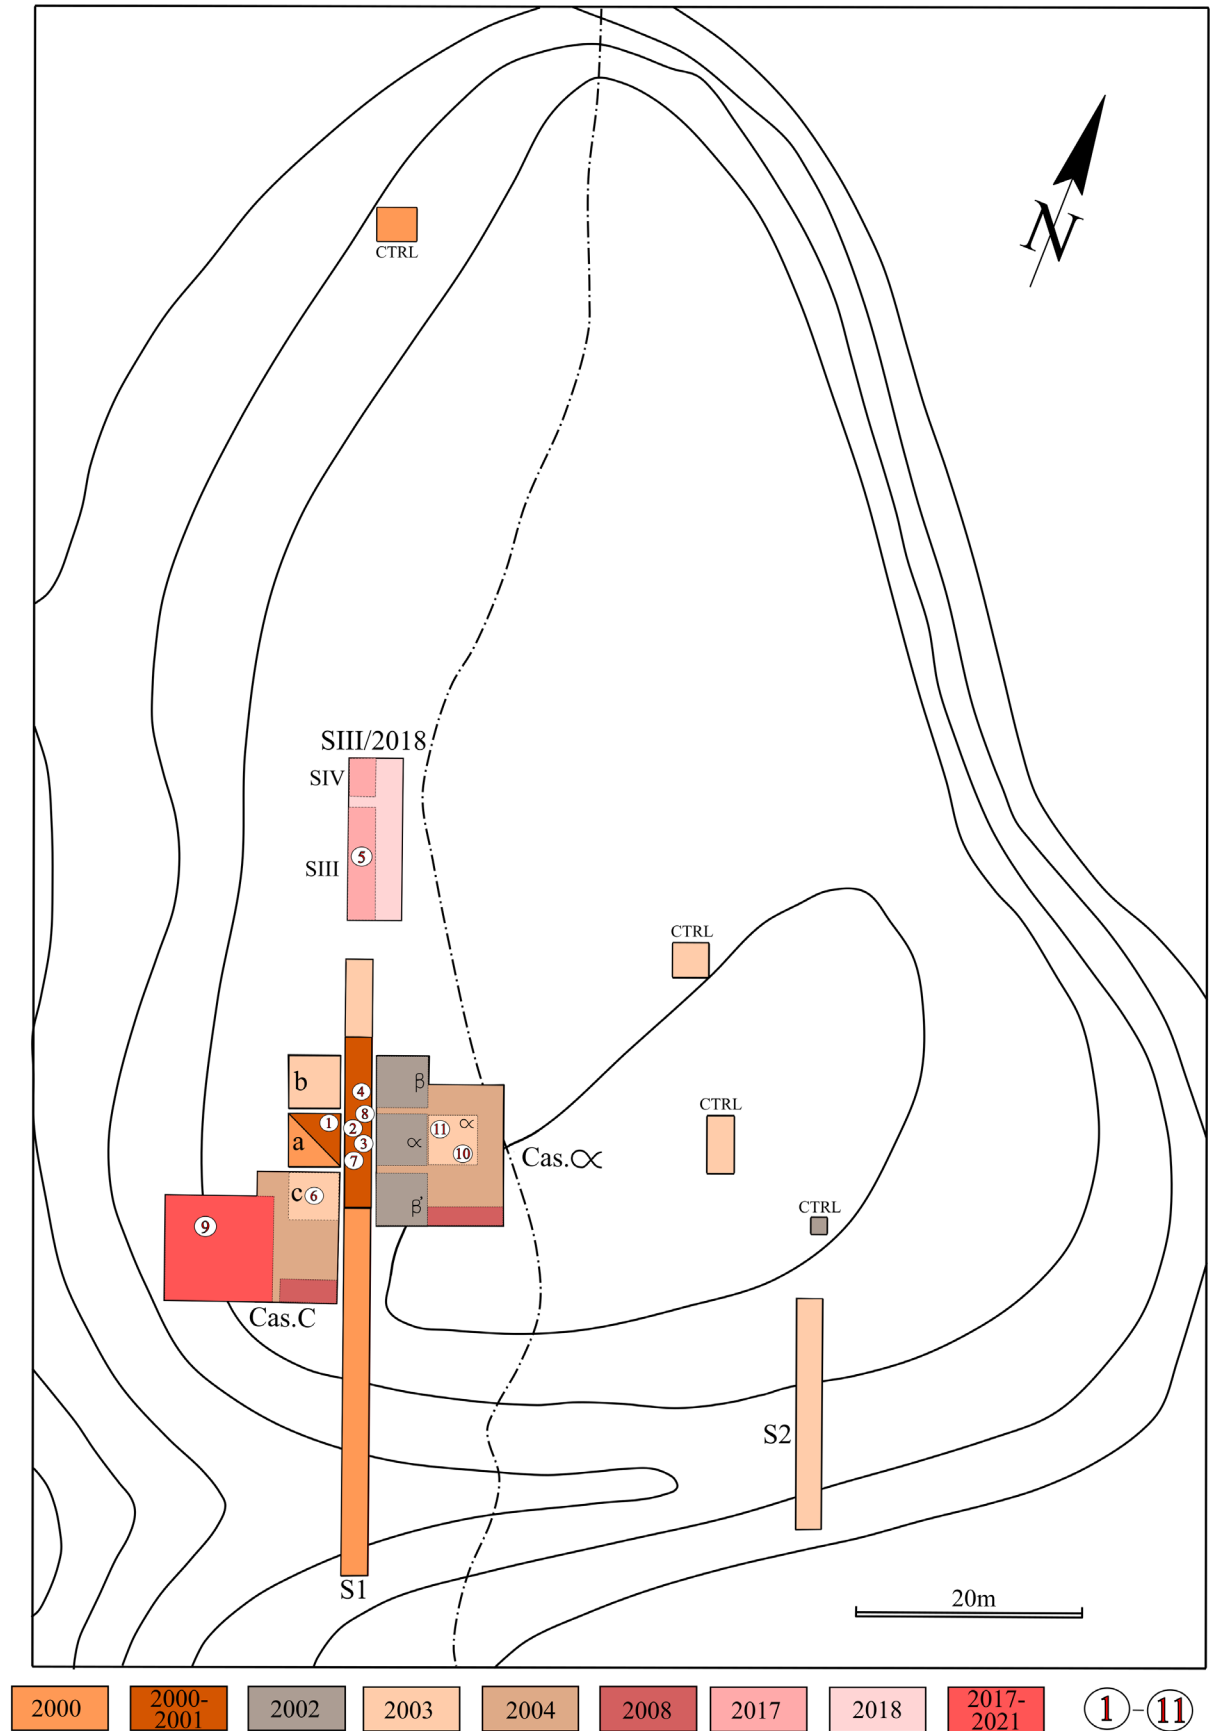 N
CTRL
SIII/2018
SIV
5
SIII
CTRL
b
β
4
CTRL
8
1
2
11
α
a
3
α
10
7
Cas.α
c
6
β'
CTRL
9
Cas.C
S2
S1
20m
2000
2000-
2001
2002
2003
2004
2008
2017
2018
2017-
2021
1-11